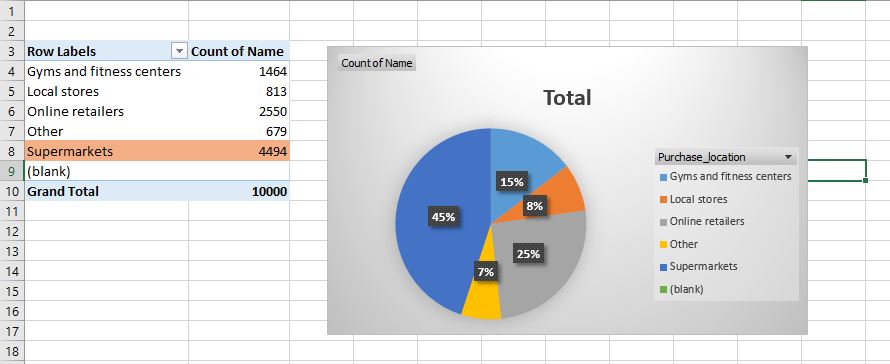 1
2
3 Row Labels Count of Name
4 Gyms and fitness centers 1464
5 Local stores 813
6 Online retailers 2550
7 Other 679
8 Supermarkets 4494
9 (blank)
10 Grand Total 10000
11
12
13
14
15
16
17
18
Count of Name
Total
15%
8%
45%
25%
7%
Purchase_location
Gyms and fitness centers
Local stores
Online retailers
Other
Supermarkets
(blank)